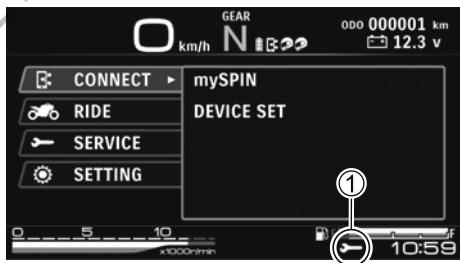 GEAR
0 km/h N
ODO 000001 km
12.3 v
CONNECT ▸
RIDE
SERVICE
SETTING
mySPIN
DEVICE SET
1
0 5 10
x1000r/min
E F
10:59